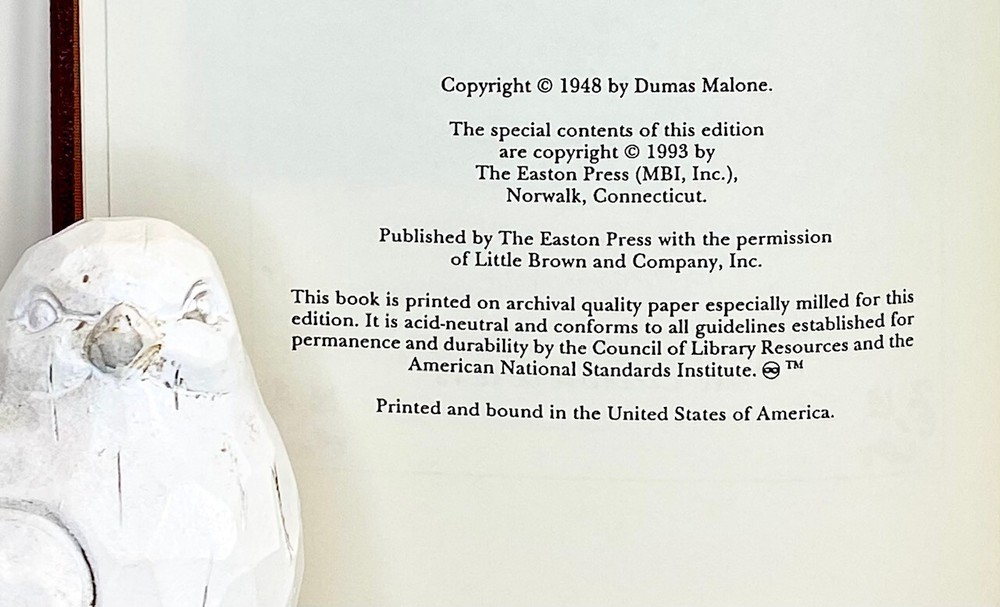 Copyright © 1948 by Dumas Malone.
The special contents of this edition
are copyright © 1993 by
The Easton Press (MBI, Inc.),
Norwalk, Connecticut.
Published by The Easton Press with the permission
of Little Brown and Company, Inc.
This book is printed on archival quality paper especially milled for this
edition. It is acid-neutral and conforms to all guidelines established for
permanence and durability by the Council of Library Resources and the
American National Standards Institute. ♾ ™
Printed and bound in the United States of America.